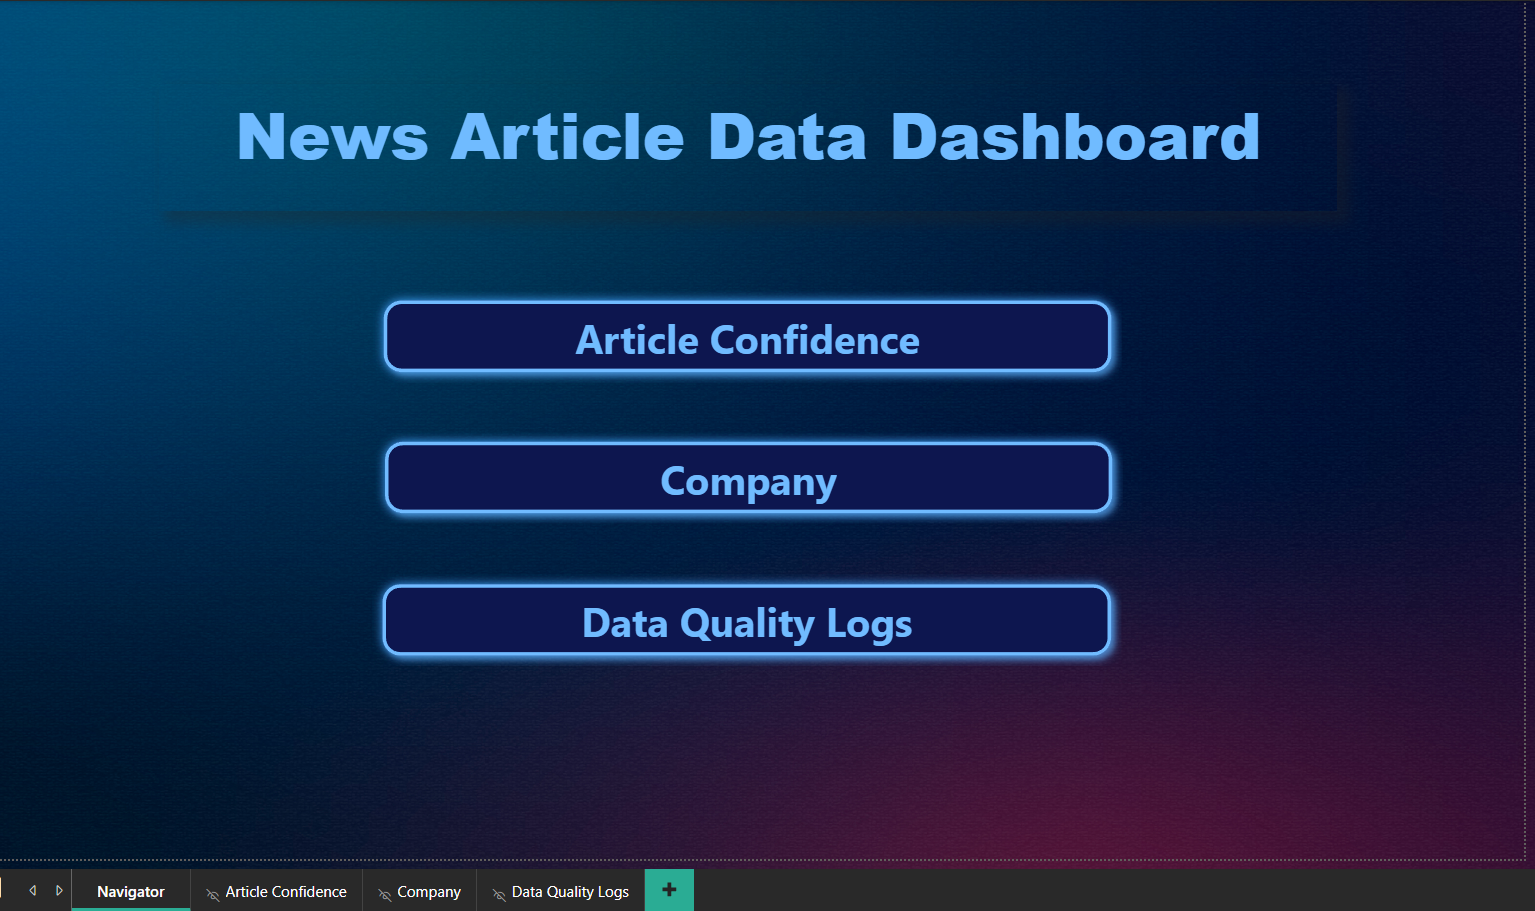 News Article Data Dashboard
Article Confidence
Company
Data Quality Logs
Navigator Article Confidence Company Data Quality Logs +